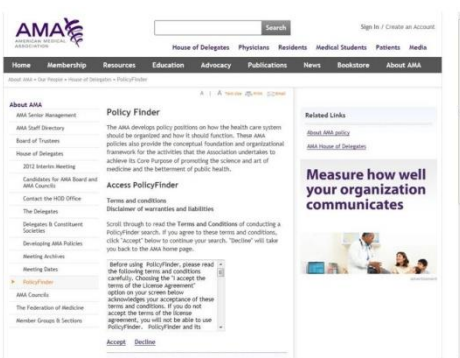 AMA
AMERICAN MEDICAL
ASSOCIATION
Search
Sign In / Create an Account
House of Delegates Physicians Residents Medical Students Patients Media
Home Membership Resources Education Advocacy Publications News Bookstore About AMA
About AMA > Our People > House of Delegates > PolicyFinder
A | A Text size Print Email
About AMA
AMA Senior Management
AMA Staff Directory
Board of Trustees
House of Delegates
2012 Interim Meeting
Candidates for AMA Board and
AMA Councils
Contact the HOD Office
The Delegates
Delegates & Constituent
Societies
Developing AMA Policies
Meeting Archives
Meeting Dates
PolicyFinder
AMA Councils
The Federation of Medicine
Member Groups & Sections
Policy Finder
The AMA develops policy positions on how the health care system
should be organized and how it should function. These AMA
policies also provide the conceptual foundation and organizational
framework for the activities that the Association undertakes to
achieve its Core Purpose of promoting the science and art of
medicine and the betterment of public health.
Access PolicyFinder
Terms and conditions
Disclaimer of warranties and liabilities
Scroll through to read the Terms and Conditions of conducting a
PolicyFinder search. If you agree to these terms and conditions,
click "Accept" below to continue your search. "Decline" will take
you back to the AMA home page.
Before using PolicyFinder, please read
the following terms and conditions
carefully. Choosing the "I accept the
terms of the License Agreement"
option on your screen below
acknowledges your acceptance of these
terms and conditions. If you do not
accept the terms of the license
agreement, you will not be able to use
PolicyFinder. PolicyFinder and its
Accept Decline
Related Links
About AMA policy
AMA House of Delegates
Measure how well
your organization
communicates